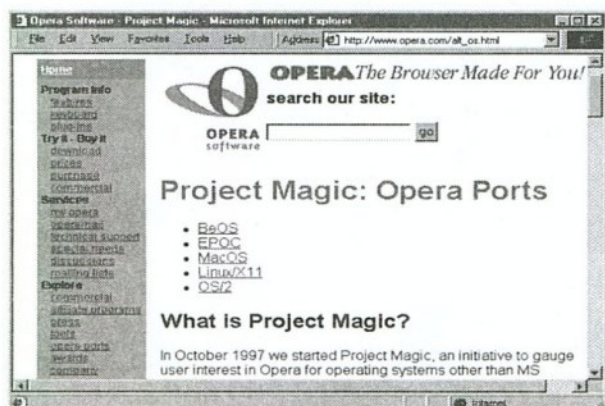 Opera Software - Project Magic - Microsoft Internet Explorer
File Edit View Favorites Tools Help Address http://www.opera.com/alt_os.html
Home
Program Info
features
keyboard
plug-ins
Try it - Buy it
download
prices
purchase
commercial
Services
my opera
operamail
technical support
special needs
discussions
mailing lists
Explore
commercial
affiliate programs
press
tools
opera ports
awards
company
OPERA The Browser Made For You!
search our site:
OPERA
software
go
Project Magic: Opera Ports
• BeOS
• EPOC
• MacOS
• Linux/X11
• OS/2
What is Project Magic?
In October 1997 we started Project Magic, an initiative to gauge
user interest in Opera for operating systems other than MS
Internet